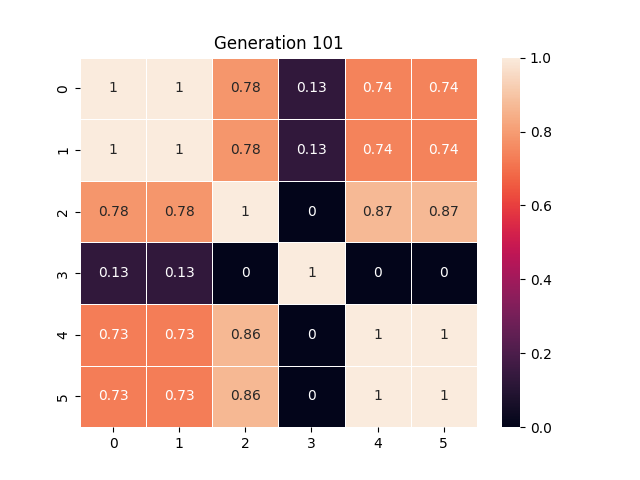 Generation 101
0 1 1 0.78 0.13 0.74 0.74
1 1 1 0.78 0.13 0.74 0.74
2 0.78 0.78 1 0 0.87 0.87
3 0.13 0.13 0 1 0 0
4 0.73 0.73 0.86 0 1 1
5 0.73 0.73 0.86 0 1 1
0 1 2 3 4 5
1.0
0.8
0.6
0.4
0.2
0.0